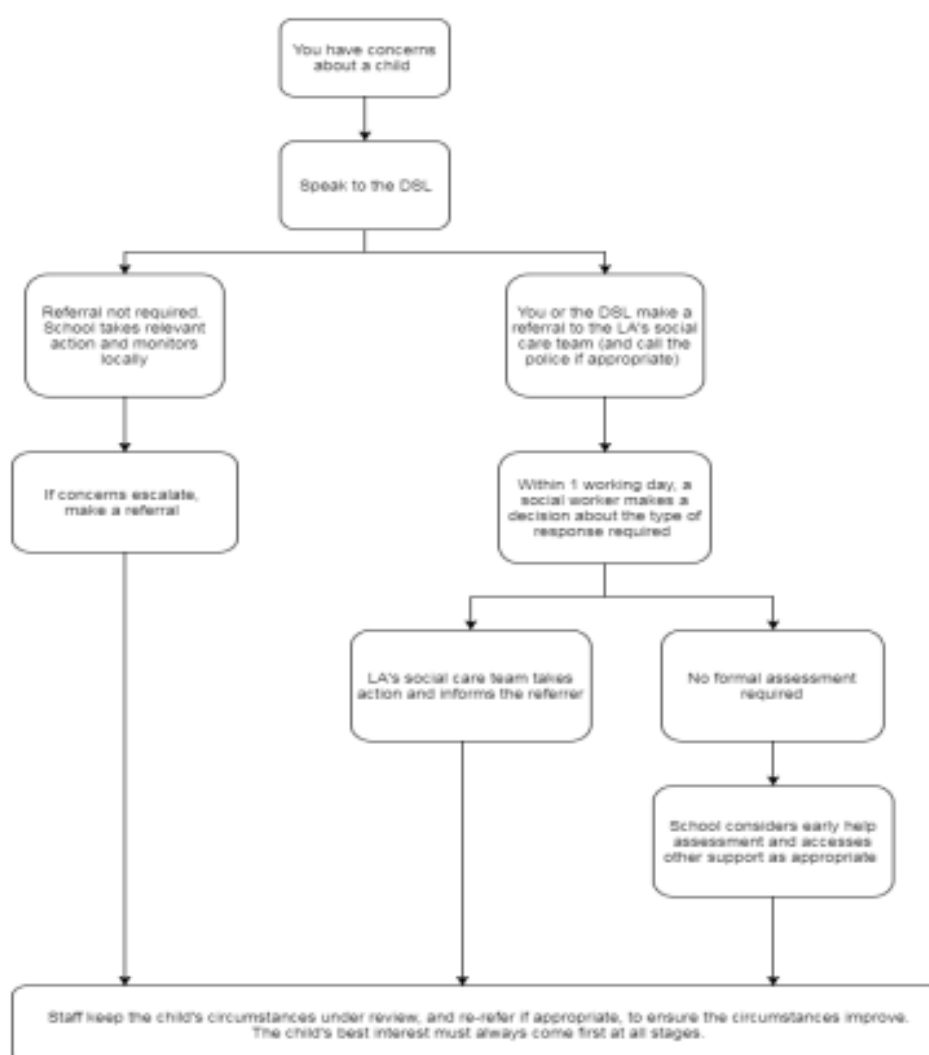 You have concerns
about a child
Speak to the DSL
Referral not required.
School takes relevant
action and monitors
locally
You or the DSL make a
referral to the LA's social
care team (and call the
police if appropriate)
If concerns escalate,
make a referral
Within 1 working day, a
social worker makes a
decision about the type of
response required
LA's social care team takes
action and informs the referrer
No formal assessment
required
School considers early help
assessment and accesses
other support as appropriate
Staff keep the child's circumstances under review, and re-refer if appropriate, to ensure the circumstances improve.
The child's best interest must always come first at all stages.